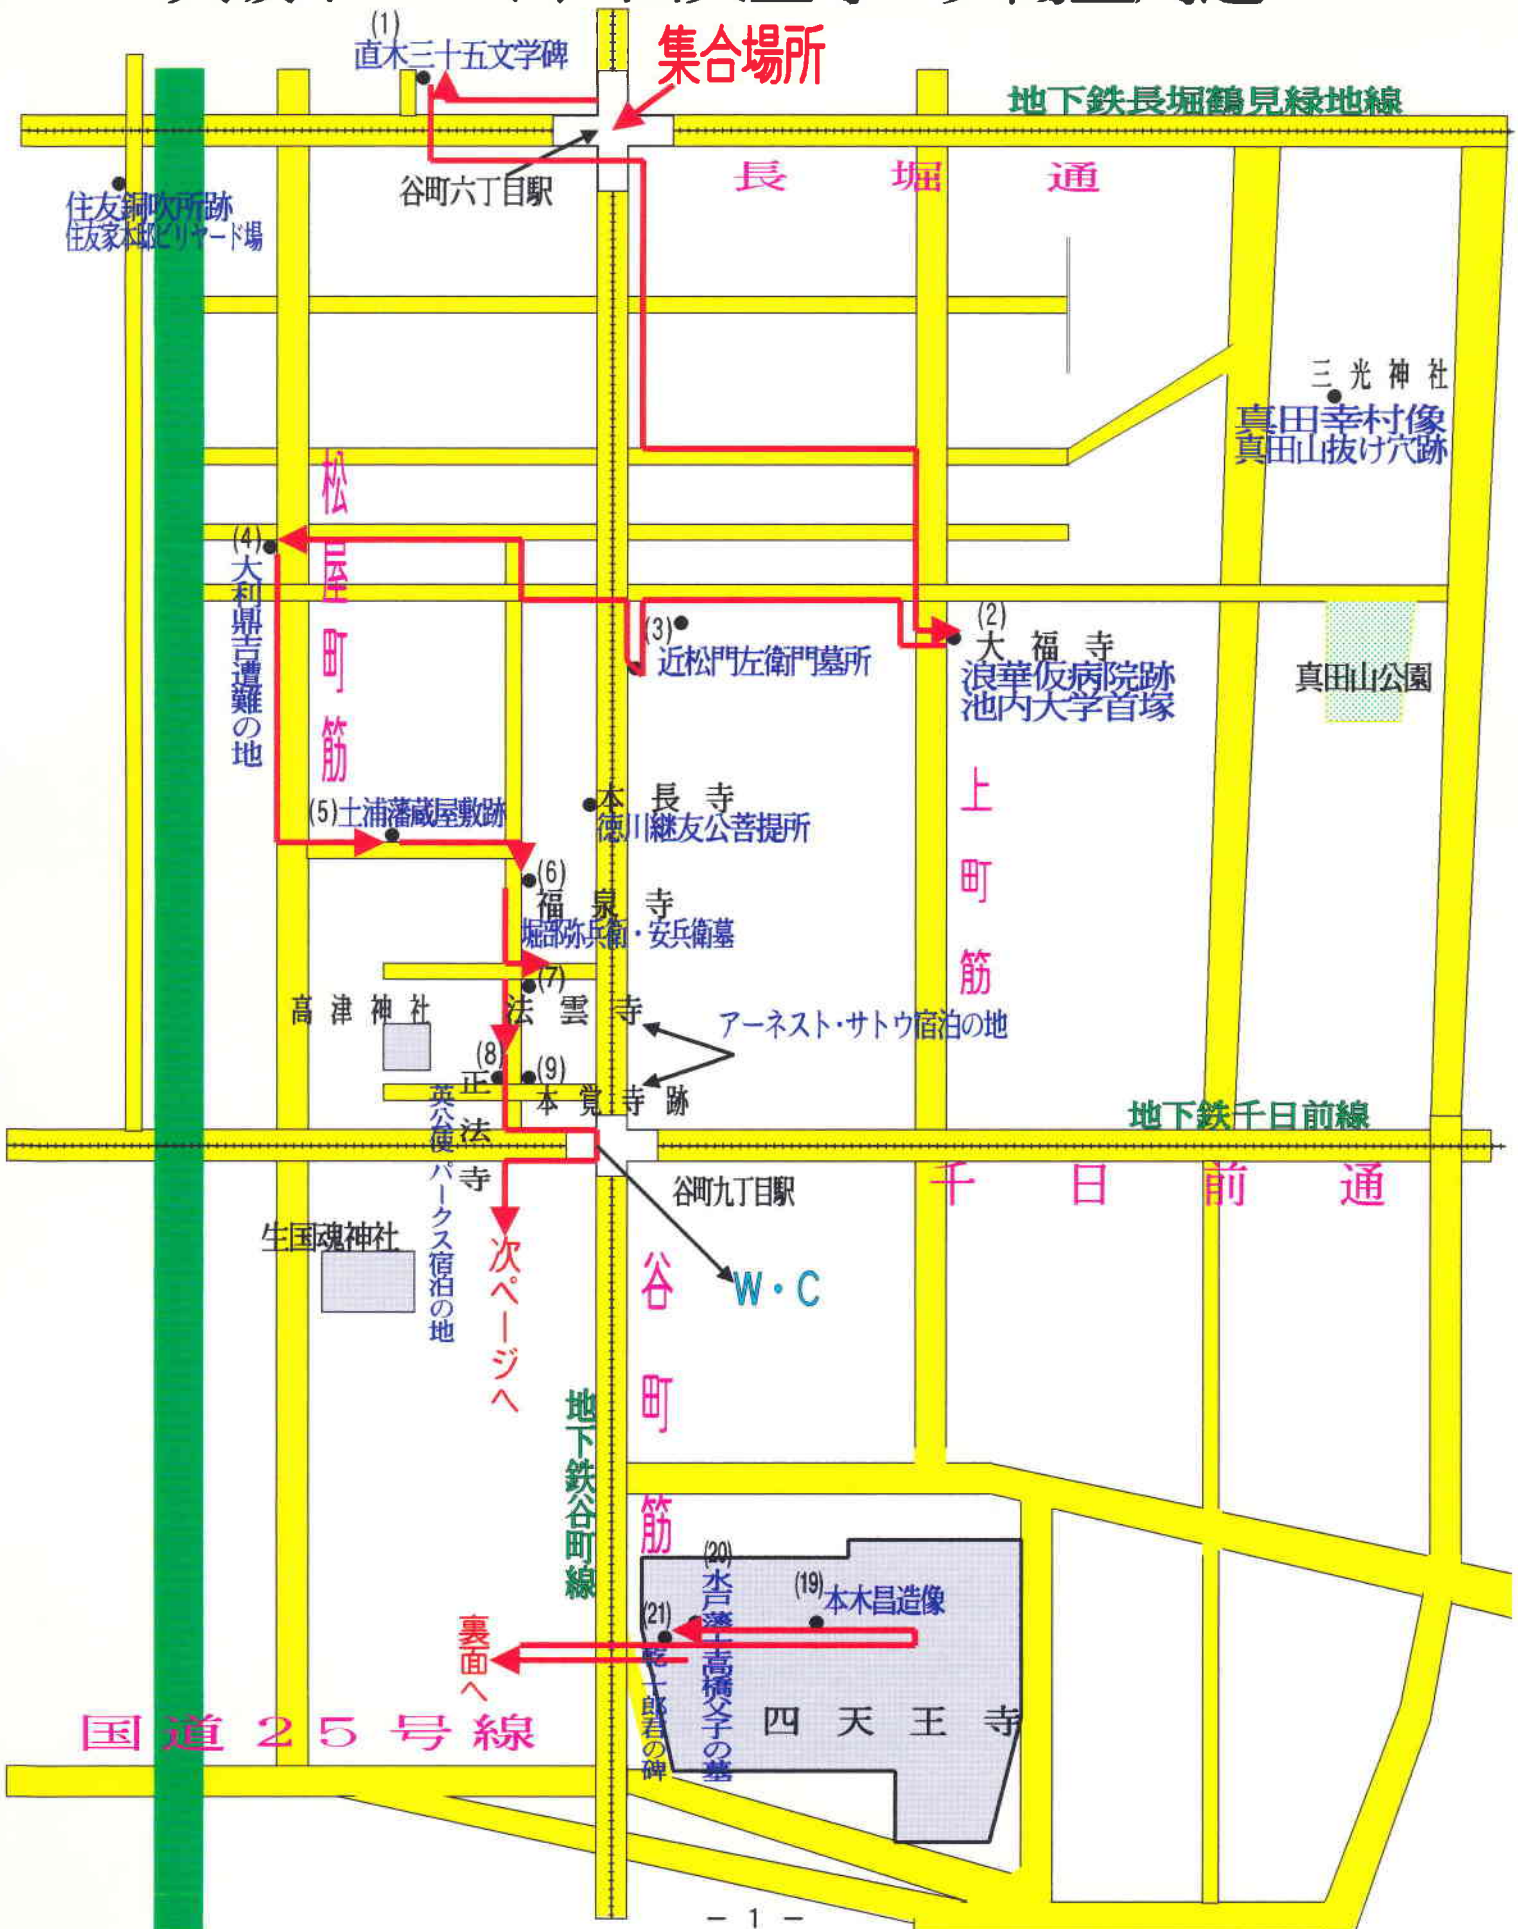 (1)
直木三十五文学碑
集合場所
地下鉄長堀鶴見緑地線
谷町六丁目駅
長堀通
住友銅吹所跡
住友家本邸ビリヤード場
三光神社
真田幸村像
真田山抜け穴跡
松屋町筋
(4)
大利鼎吉遭難の地
(3)
近松門左衛門墓所
(2)
大福寺
浪華仮病院跡
池内大学首塚
真田山公園
上町筋
(5)土浦藩蔵屋敷跡
本長寺
徳川継友公菩提所
(6)
福泉寺
堀部弥兵衛・安兵衛墓
(7)
法雲寺
高津神社
アーネスト・サトウ宿泊の地
(8)
正法寺
英公使パークス宿泊の地
(9)
本覚寺跡
地下鉄千日前線
千日前通
谷町九丁目駅
生国魂神社
次ページへ
W・C
谷町筋
地下鉄谷町線
(20)
水戸藩士高橋父子の墓
(19)本木昌造像
(21)
乾一郎君の碑
裏面へ
四天王寺
国道25号線
- 1 -